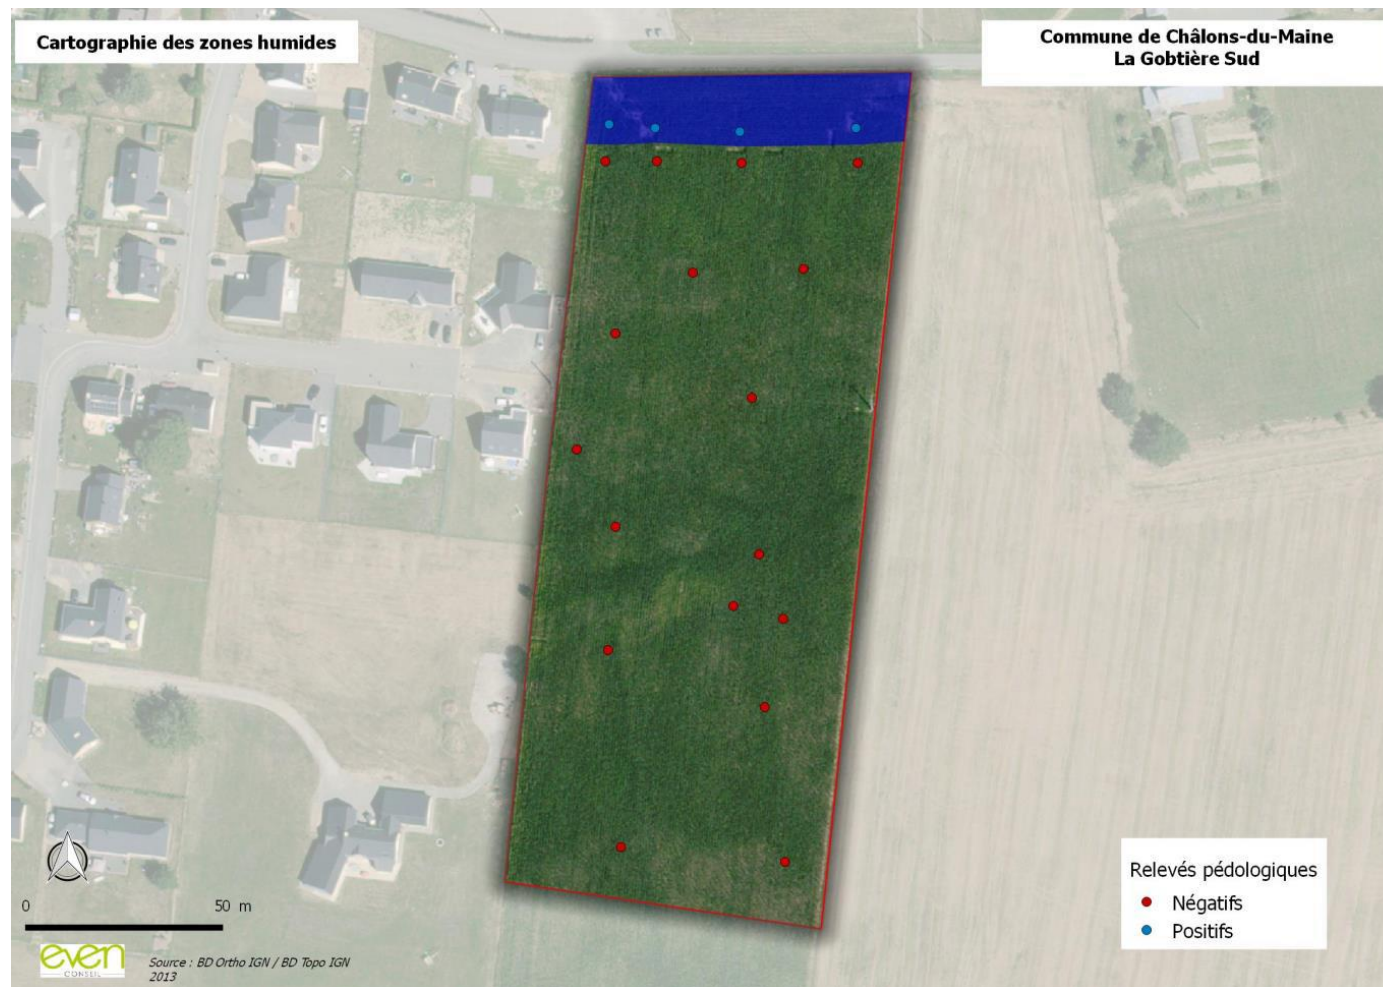 Cartographie des zones humides
Commune de Châlons-du-Maine
La Gobtière Sud
Relevés pédologiques
Négatifs
Positifs
0 50 m
even
CONSEIL
Source : BD Ortho IGN / BD Topo IGN
2013